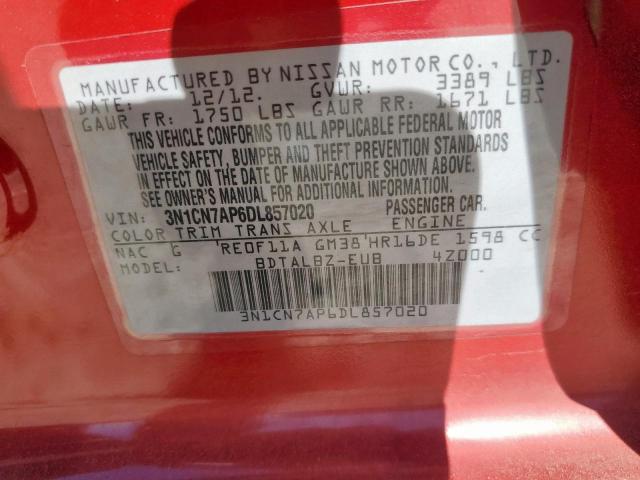 MANUFACTURED BY NISSAN MOTOR CO., LTD.
DATE: 12/12. GVWR: 3389 LBS
GAWR FR: 1750 LBS GAWR RR: 1671 LBS
THIS VEHICLE CONFORMS TO ALL APPLICABLE FEDERAL MOTOR
VEHICLE SAFETY, BUMPER AND THEFT PREVENTION STANDARDS
IN EFFECT ON THE DATE OF MANUFACTURE SHOWN ABOVE.
SEE OWNER'S MANUAL FOR ADDITIONAL INFORMATION.
VIN: 3N1CN7AP6DL857020 PASSENGER CAR.
COLOR TRIM TRANS AXLE ENGINE
NAC G RE0F11A GM38 HR16DE 1598 CC
MODEL: BDTALBZ-EUB 4Z000
3N1CN7AP6DL857020